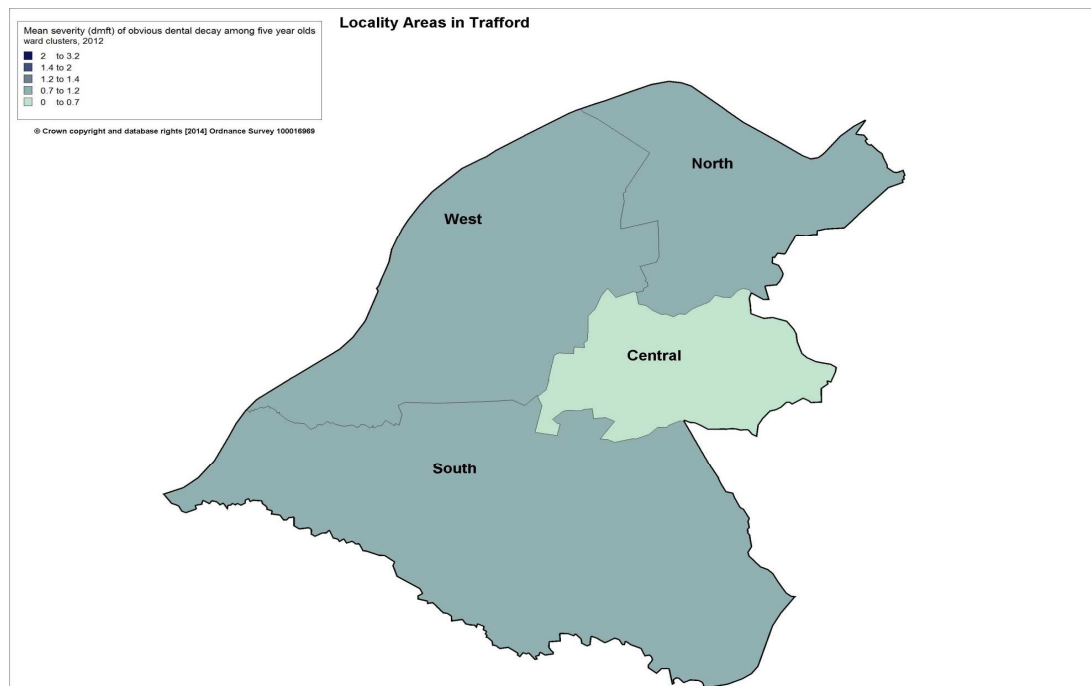 Locality Areas in Trafford
Mean severity (dmft) of obvious dental decay among five year olds
ward clusters, 2012
2 to 3.2
1.4 to 2
1.2 to 1.4
0.7 to 1.2
0 to 0.7
© Crown copyright and database rights [2014] Ordnance Survey 100016969
North
West
Central
South